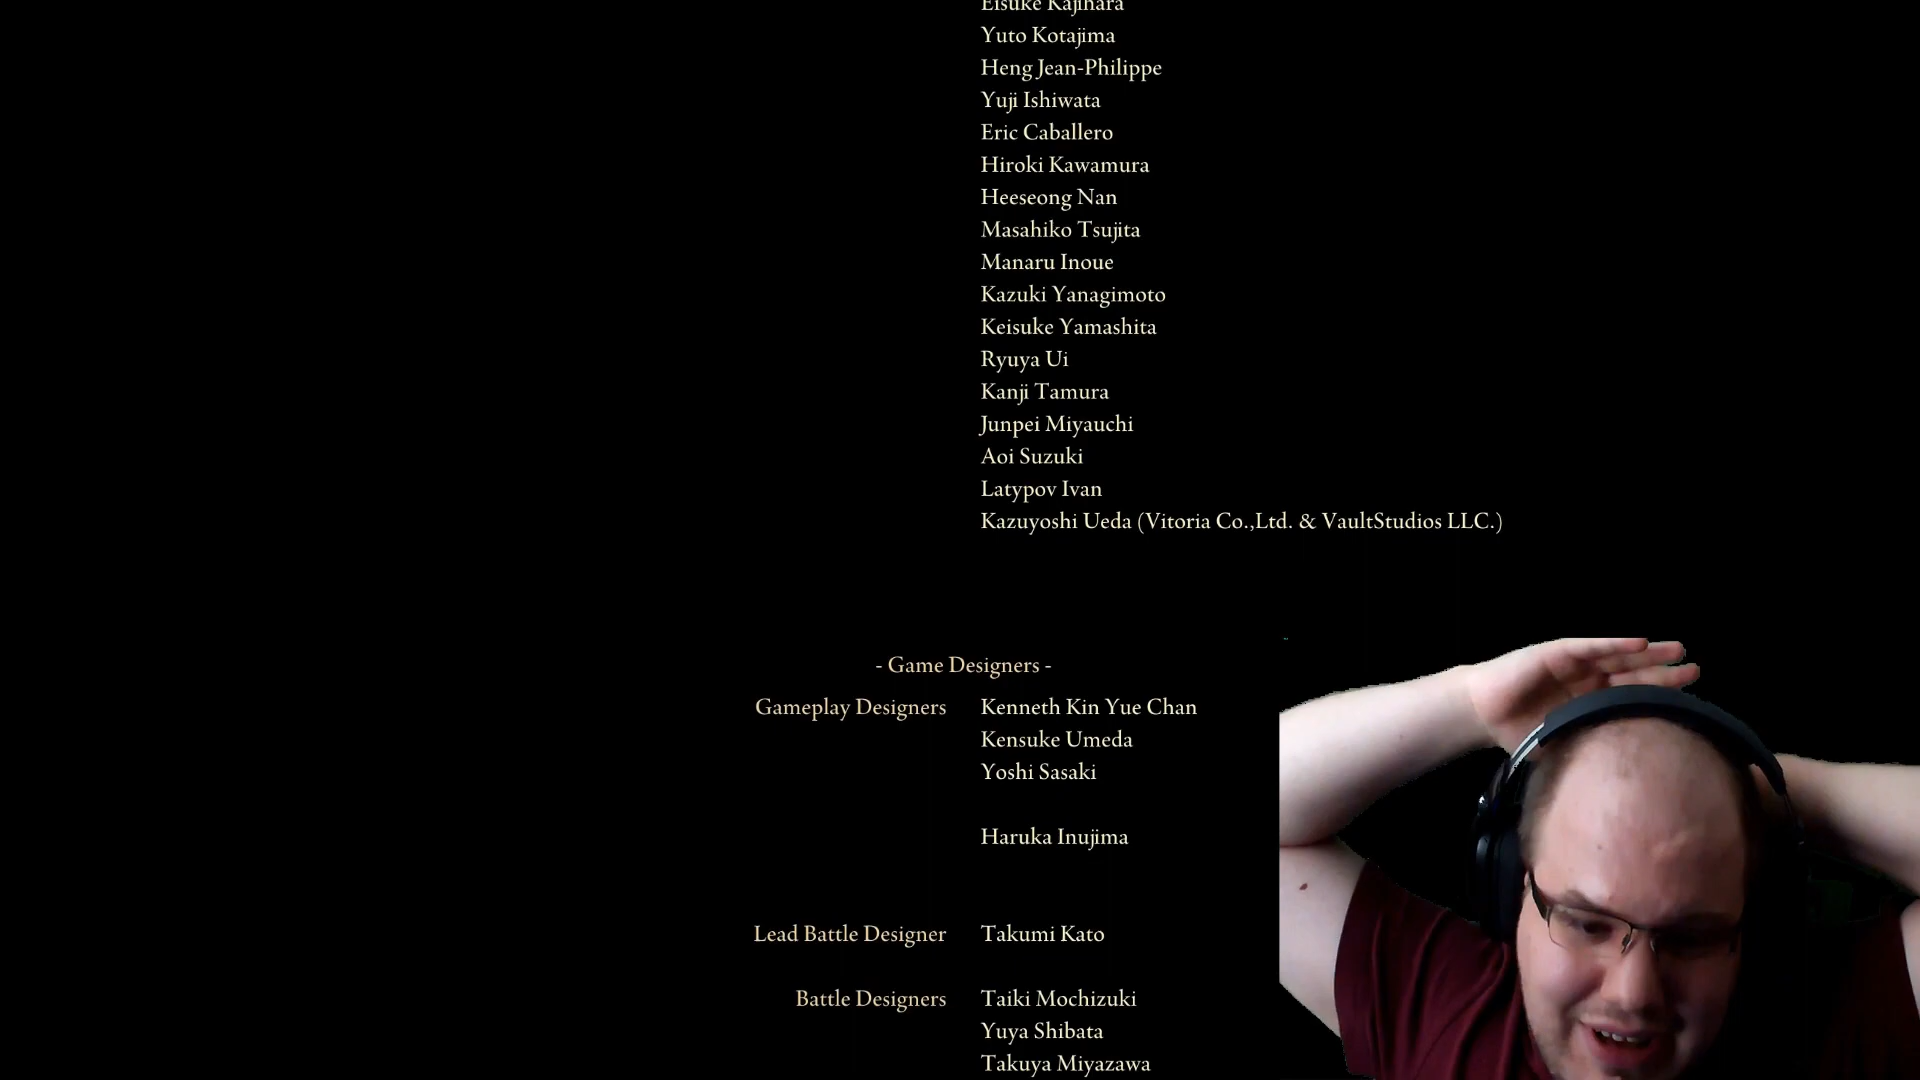 Eisuke Kajihara
Yuto Kotajima
Heng Jean-Philippe
Yuji Ishiwata
Eric Caballero
Hiroki Kawamura
Heeseong Nan
Masahiko Tsujita
Manaru Inoue
Kazuki Yanagimoto
Keisuke Yamashita
Ryuya Ui
Kanji Tamura
Junpei Miyauchi
Aoi Suzuki
Latypov Ivan
Kazuyoshi Ueda (Vitoria Co.,Ltd. & VaultStudios LLC.)
- Game Designers -
Gameplay Designers Kenneth Kin Yue Chan
Kensuke Umeda
Yoshi Sasaki
Haruka Inujima
Lead Battle Designer Takumi Kato
Battle Designers Taiki Mochizuki
Yuya Shibata
Takuya Miyazawa